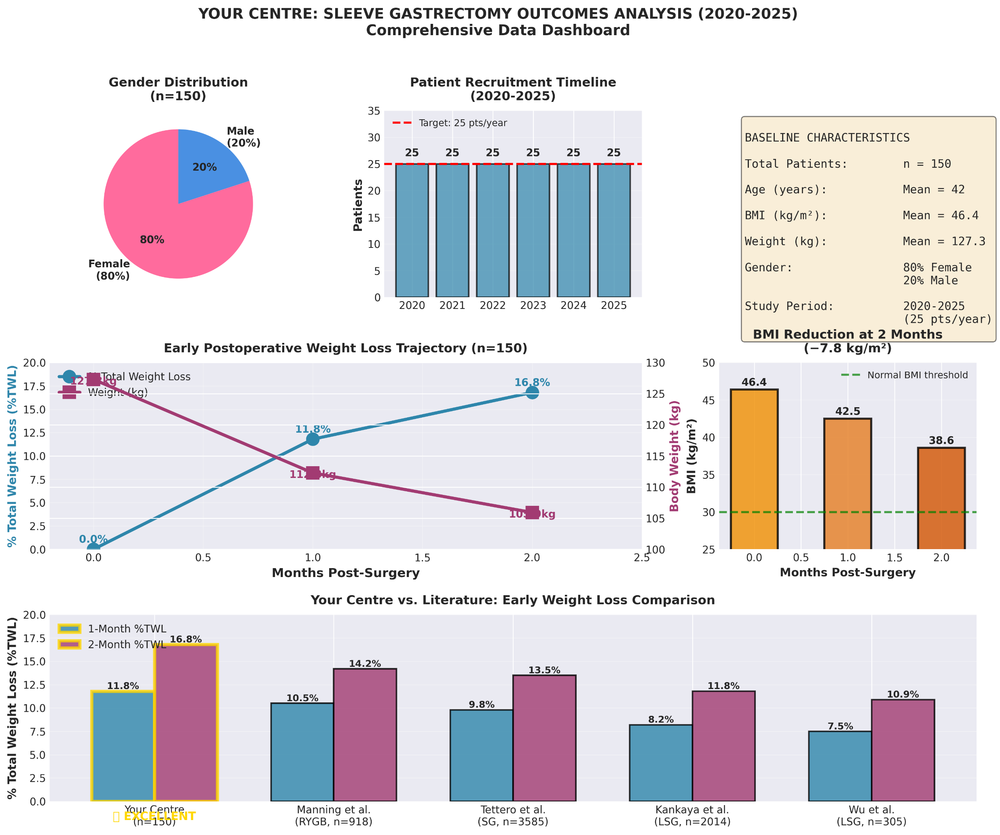 YOUR CENTRE: SLEEVE GASTRECTOMY OUTCOMES ANALYSIS (2020-2025)
Comprehensive Data Dashboard
Gender Distribution
(n=150)
Male
(20%)
20%
80%
Female
(80%)
Patient Recruitment Timeline
(2020-2025)
Patients
35
30
25
20
15
10
5
0
Target: 25 pts/year
25 25 25 25 25 25
2020 2021 2022 2023 2024 2025
BASELINE CHARACTERISTICS
Total Patients: n = 150
Age (years): Mean = 42
BMI (kg/m²): Mean = 46.4
Weight (kg): Mean = 127.3
Gender: 80% Female
20% Male
Study Period: 2020-2025
(25 pts/year)
Early Postoperative Weight Loss Trajectory (n=150)
% Total Weight Loss (%TWL)
20.0
17.5
15.0
12.5
10.0
7.5
5.0
2.5
0.0
% Total Weight Loss
Weight (kg)
0.0%
11.8%
16.8%
130
125
120
115
110
105
100
Body Weight (kg)
0.0 0.5 1.0 1.5 2.0 2.5
Months Post-Surgery
BMI Reduction at 2 Months
(−7.8 kg/m²)
BMI (kg/m²)
50
45
40
35
30
25
Normal BMI threshold
46.4
42.5
38.6
0.0 0.5 1.0 1.5 2.0
Months Post-Surgery
Your Centre vs. Literature: Early Weight Loss Comparison
% Total Weight Loss (%TWL)
20.0
17.5
15.0
12.5
10.0
7.5
5.0
2.5
0.0
1-Month %TWL
2-Month %TWL
11.8% 16.8%
10.5% 14.2%
9.8% 13.5%
8.2% 11.8%
7.5% 10.9%
Your Centre
(n=150)
EXCELLENT
Manning et al.
(RYGB, n=918)
Tettero et al.
(SG, n=3585)
Kankaya et al.
(LSG, n=2014)
Wu et al.
(LSG, n=305)